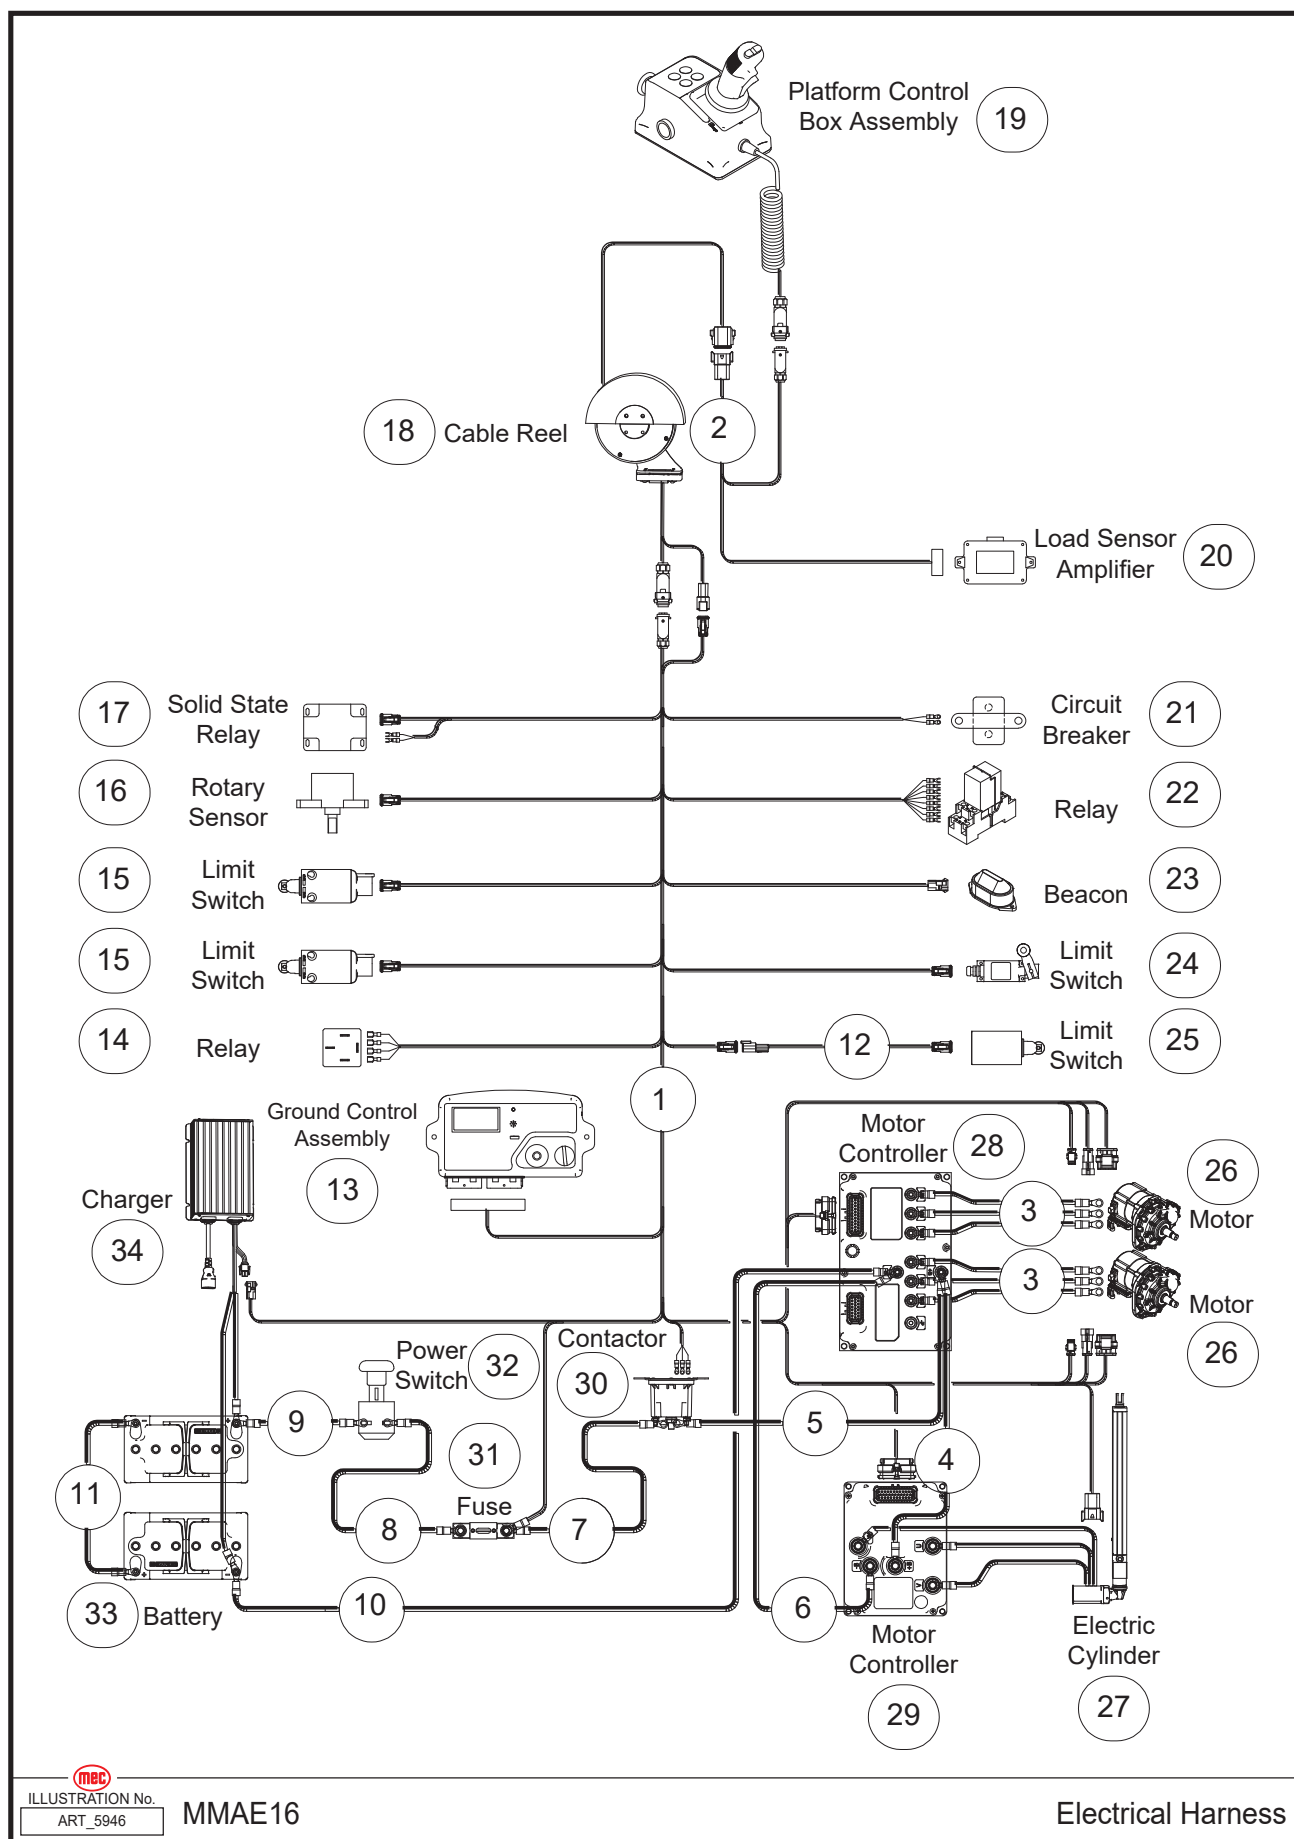 Platform Control
Box Assembly
19
18
Cable Reel
2
Load Sensor
Amplifier
20
17
Solid State
Relay
Circuit
Breaker
21
16
Rotary
Sensor
Relay
22
15
Limit
Switch
Beacon
23
15
Limit
Switch
Limit
Switch
24
14
Relay
12
Limit
Switch
25
1
Ground Control
Assembly
13
Motor
Controller
28
Charger
34
3
26
Motor
3
Motor
26
Power
Switch
32
Contactor
30
9
5
31
4
11
Fuse
8
7
33
Battery
10
6
Motor
Controller
29
Electric
Cylinder
27
mec
ILLUSTRATION No.
ART_5946
MMAE16
Electrical Harness